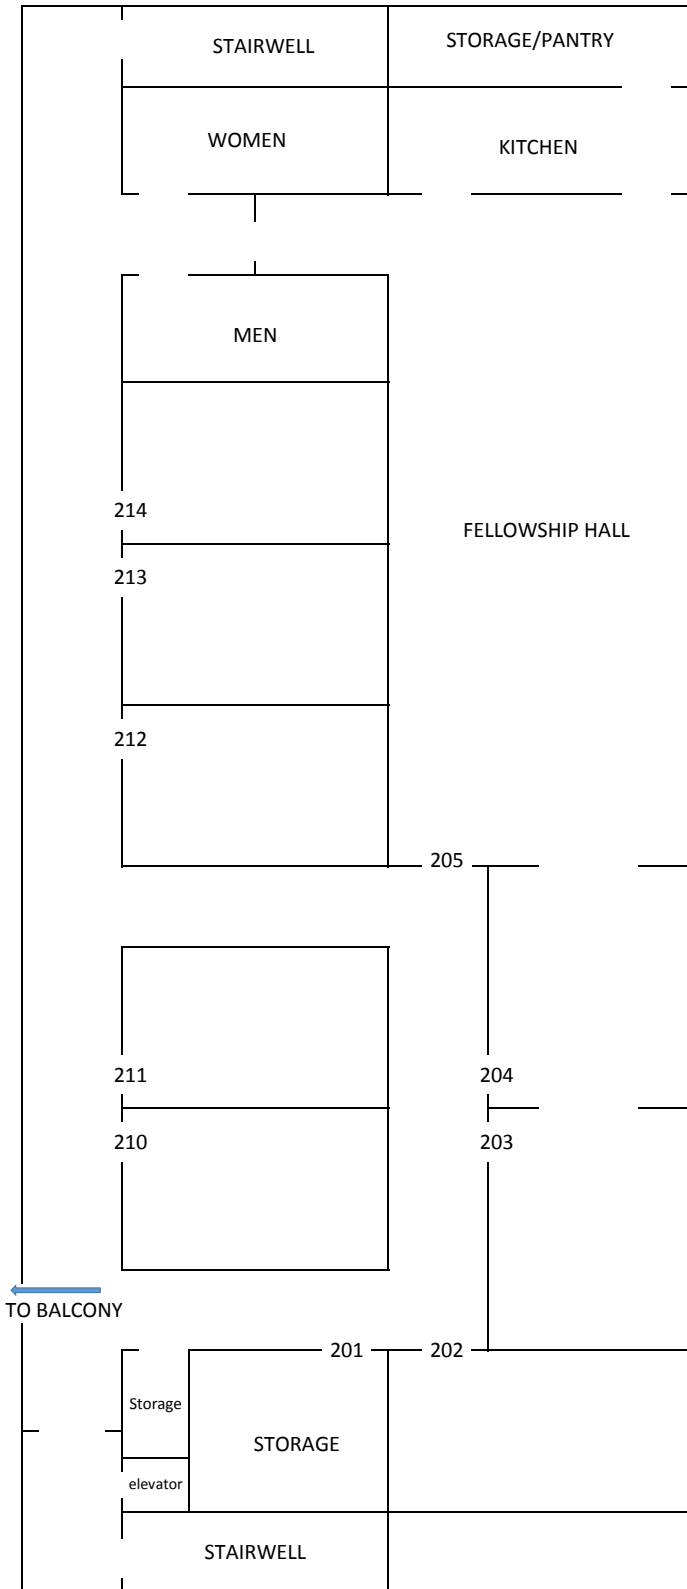 STAIRWELL
STORAGE/PANTRY
WOMEN
KITCHEN
MEN
214
FELLOWSHIP HALL
213
212
205
211
204
210
203
TO BALCONY
201
202
Storage
STORAGE
elevator
STAIRWELL